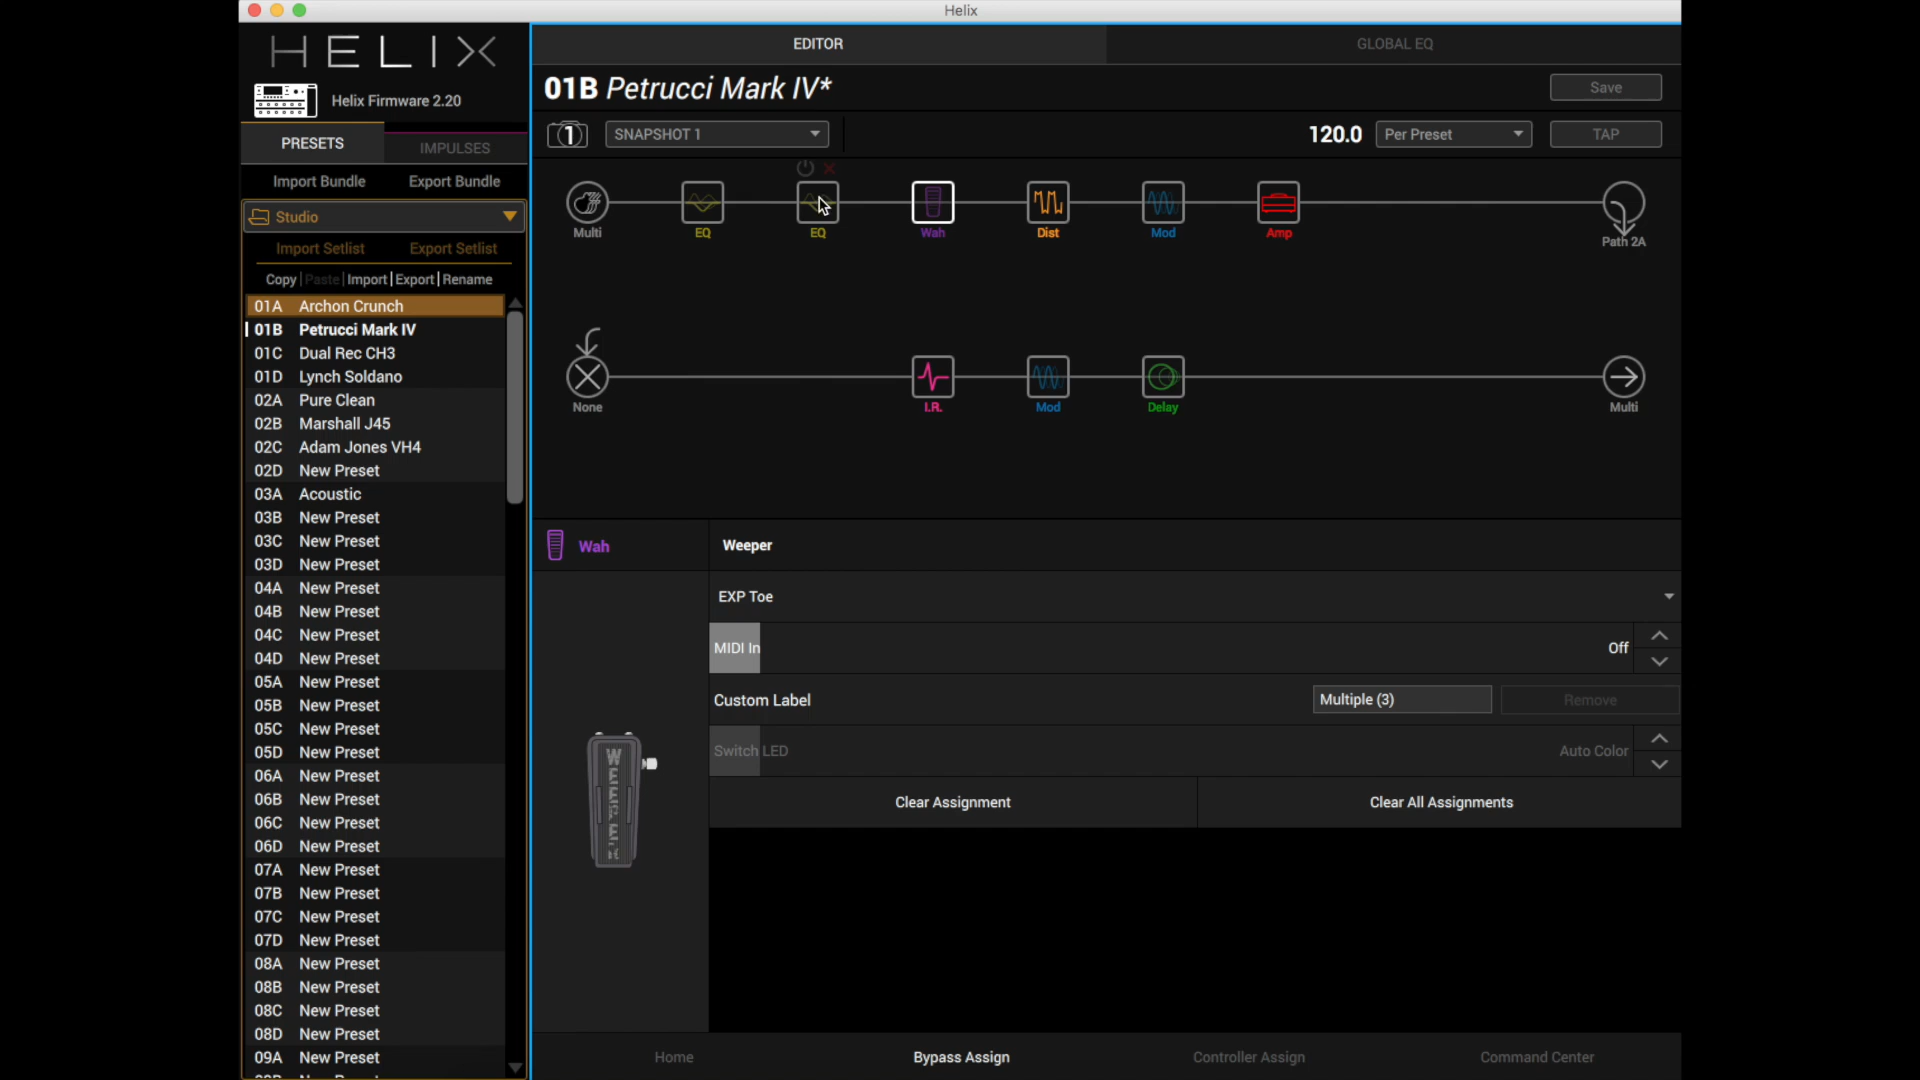 Helix
HELIX
Helix Firmware 2.20
PRESETS
IMPULSES
Import Bundle
Export Bundle
Studio
Import Setlist
Export Setlist
Copy | Paste | Import | Export | Rename
01A Archon Crunch
01B Petrucci Mark IV
01C Dual Rec CH3
01D Lynch Soldano
02A Pure Clean
02B Marshall J45
02C Adam Jones VH4
02D New Preset
03A Acoustic
03B New Preset
03C New Preset
03D New Preset
04A New Preset
04B New Preset
04C New Preset
04D New Preset
05A New Preset
05B New Preset
05C New Preset
05D New Preset
06A New Preset
06B New Preset
06C New Preset
06D New Preset
07A New Preset
07B New Preset
07C New Preset
07D New Preset
08A New Preset
08B New Preset
08C New Preset
08D New Preset
09A New Preset
EDITOR
GLOBAL EQ
01B Petrucci Mark IV*
Save
1
SNAPSHOT 1
120.0
Per Preset
TAP
Multi
EQ
EQ
Wah
Dist
Mod
Amp
Path 2A
None
I.R.
Mod
Delay
Multi
Wah
Weeper
EXP Toe
MIDI In
Off
Custom Label
Multiple (3)
Remove
Switch LED
Auto Color
Clear Assignment
Clear All Assignments
WEEPER
Home
Bypass Assign
Controller Assign
Command Center